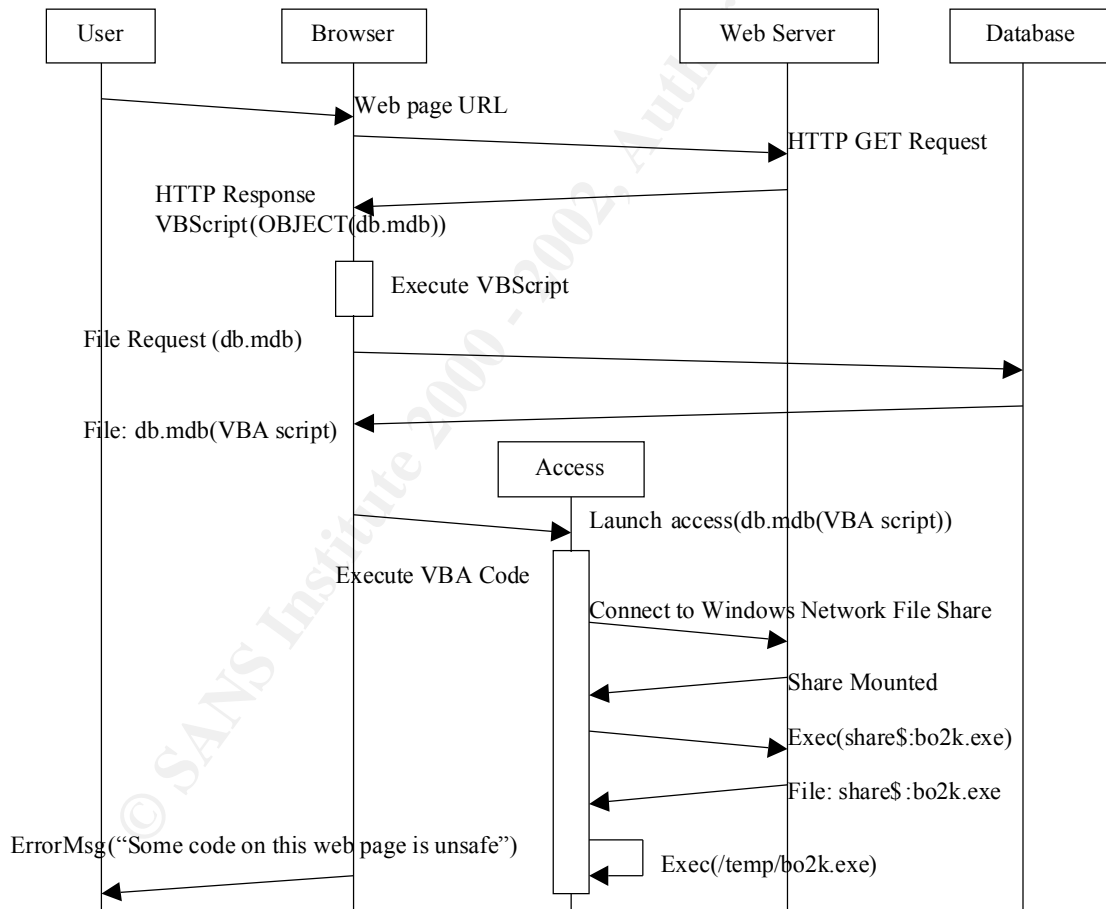 User
Browser
Web Server
Database
Web page URL
HTTP GET Request
HTTP Response
VBScript(OBJECT(db.mdb))
Execute VBScript
File Request (db.mdb)
File: db.mdb(VBA script)
Access
Launch access(db.mdb(VBA script))
Execute VBA Code
Connect to Windows Network File Share
Share Mounted
Exec(share$:bo2k.exe)
File: share$:bo2k.exe
ErrorMsg(“Some code on this web page is unsafe”)
Exec(/temp/bo2k.exe)
© SANS Institute 2000 - 2002, Auth